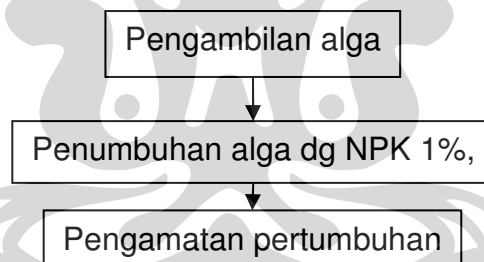 Pengambilan alga
Penumbuhan alga dg NPK 1%,
Pengamatan pertumbuhan